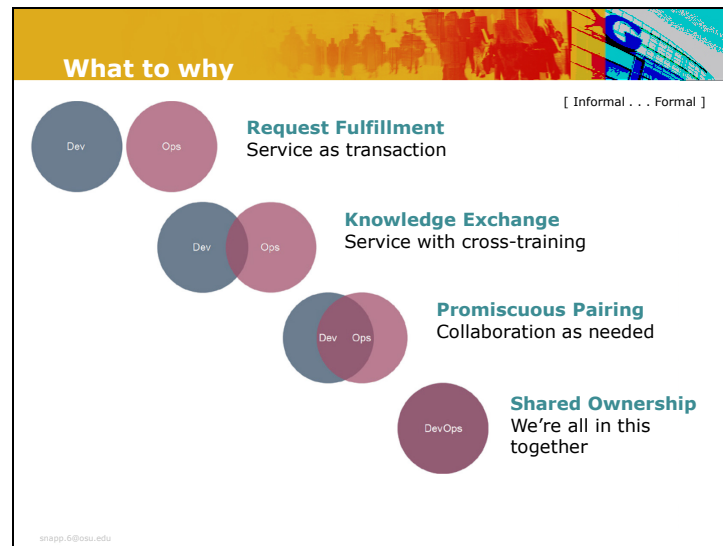 What to why
[ Informal . . . Formal ]
Dev
Ops
Request Fulfillment
Service as transaction
Dev
Ops
Knowledge Exchange
Service with cross-training
Dev
Ops
Promiscuous Pairing
Collaboration as needed
DevOps
Shared Ownership
We’re all in this
together
snapp.6@osu.edu